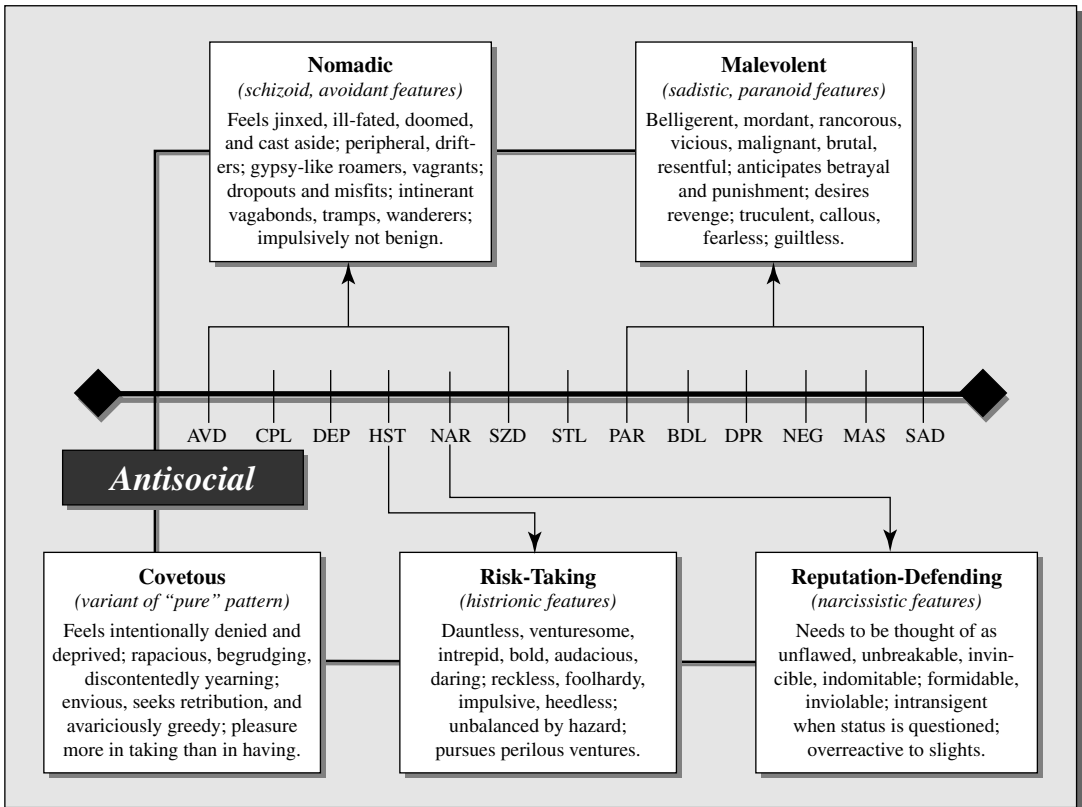 Nomadic
(schizoid, avoidant features)
Feels jinxed, ill-fated, doomed,
and cast aside; peripheral, drift-
ers; gypsy-like roamers, vagrants;
dropouts and misfits; intinerant
vagabonds, tramps, wanderers;
impulsively not benign.
Malevolent
(sadistic, paranoid features)
Belligerent, mordant, rancorous,
vicious, malignant, brutal,
resentful; anticipates betrayal
and punishment; desires
revenge; truculent, callous,
fearless; guiltless.
AVD CPL DEP HST NAR SZD STL PAR BDL DPR NEG MAS SAD
Antisocial
Covetous
(variant of “pure” pattern)
Feels intentionally denied and
deprived; rapacious, begrudging,
discontentedly yearning;
envious, seeks retribution, and
avariciously greedy; pleasure
more in taking than in having.
Risk-Taking
(histrionic features)
Dauntless, venturesome,
intrepid, bold, audacious,
daring; reckless, foolhardy,
impulsive, heedless;
unbalanced by hazard;
pursues perilous ventures.
Reputation-Defending
(narcissistic features)
Needs to be thought of as
unflawed, unbreakable, invin-
cible, indomitable; formidable,
inviolable; intransigent
when status is questioned;
overreactive to slights.